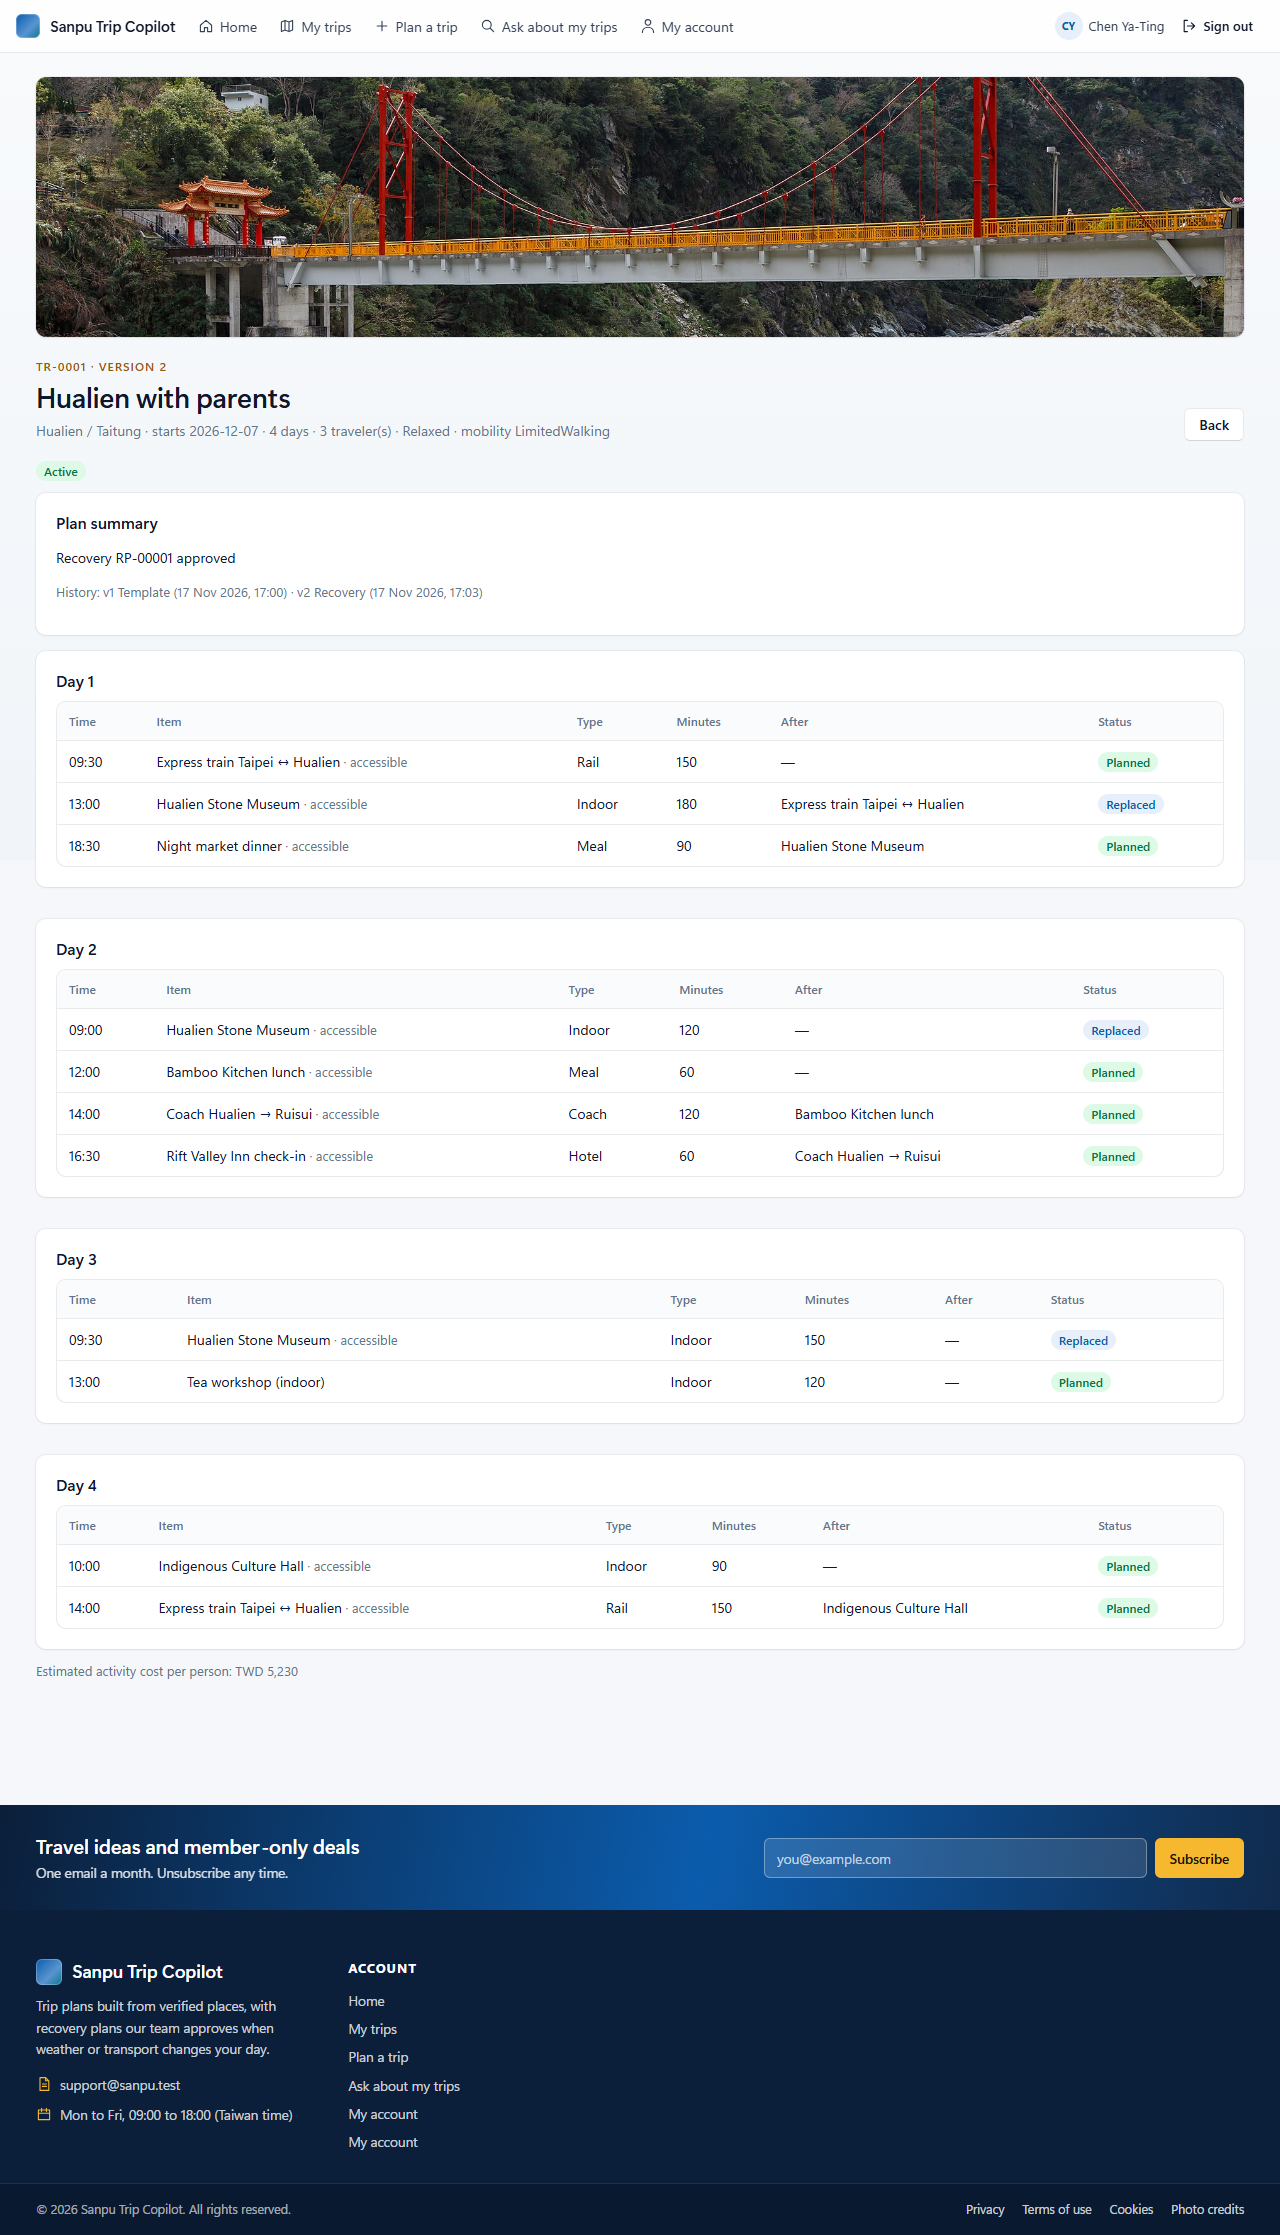 Sanpu Trip Copilot
Home
My trips
Plan a trip
Ask about my trips
My account
CY
Chen Ya-Ting
Sign out
TR-0001 · VERSION 2
Hualien with parents
Hualien / Taitung · starts 2026-12-07 · 4 days · 3 traveler(s) · Relaxed · mobility LimitedWalking
Back
Active
Plan summary
Recovery RP-00001 approved
History: v1 Template (17 Nov 2026, 17:00) · v2 Recovery (17 Nov 2026, 17:03)
Day 1
Time Item Type Minutes After Status
09:30 Express train Taipei ↔ Hualien · accessible Rail 150 — Planned
13:00 Hualien Stone Museum · accessible Indoor 180 Express train Taipei ↔ Hualien Replaced
18:30 Night market dinner · accessible Meal 90 Hualien Stone Museum Planned
Day 2
Time Item Type Minutes After Status
09:00 Hualien Stone Museum · accessible Indoor 120 — Replaced
12:00 Bamboo Kitchen lunch · accessible Meal 60 — Planned
14:00 Coach Hualien → Ruisui · accessible Coach 120 Bamboo Kitchen lunch Planned
16:30 Rift Valley Inn check-in · accessible Hotel 60 Coach Hualien → Ruisui Planned
Day 3
Time Item Type Minutes After Status
09:30 Hualien Stone Museum · accessible Indoor 150 — Replaced
13:00 Tea workshop (indoor) Indoor 120 — Planned
Day 4
Time Item Type Minutes After Status
10:00 Indigenous Culture Hall · accessible Indoor 90 — Planned
14:00 Express train Taipei ↔ Hualien · accessible Rail 150 Indigenous Culture Hall Planned
Estimated activity cost per person: TWD 5,230
Travel ideas and member-only deals
One email a month. Unsubscribe any time.
you@example.com
Subscribe
Sanpu Trip Copilot
Trip plans built from verified places, with
recovery plans our team approves when
weather or transport changes your day.
support@sanpu.test
Mon to Fri, 09:00 to 18:00 (Taiwan time)
ACCOUNT
Home
My trips
Plan a trip
Ask about my trips
My account
My account
© 2026 Sanpu Trip Copilot. All rights reserved.
Privacy
Terms of use
Cookies
Photo credits